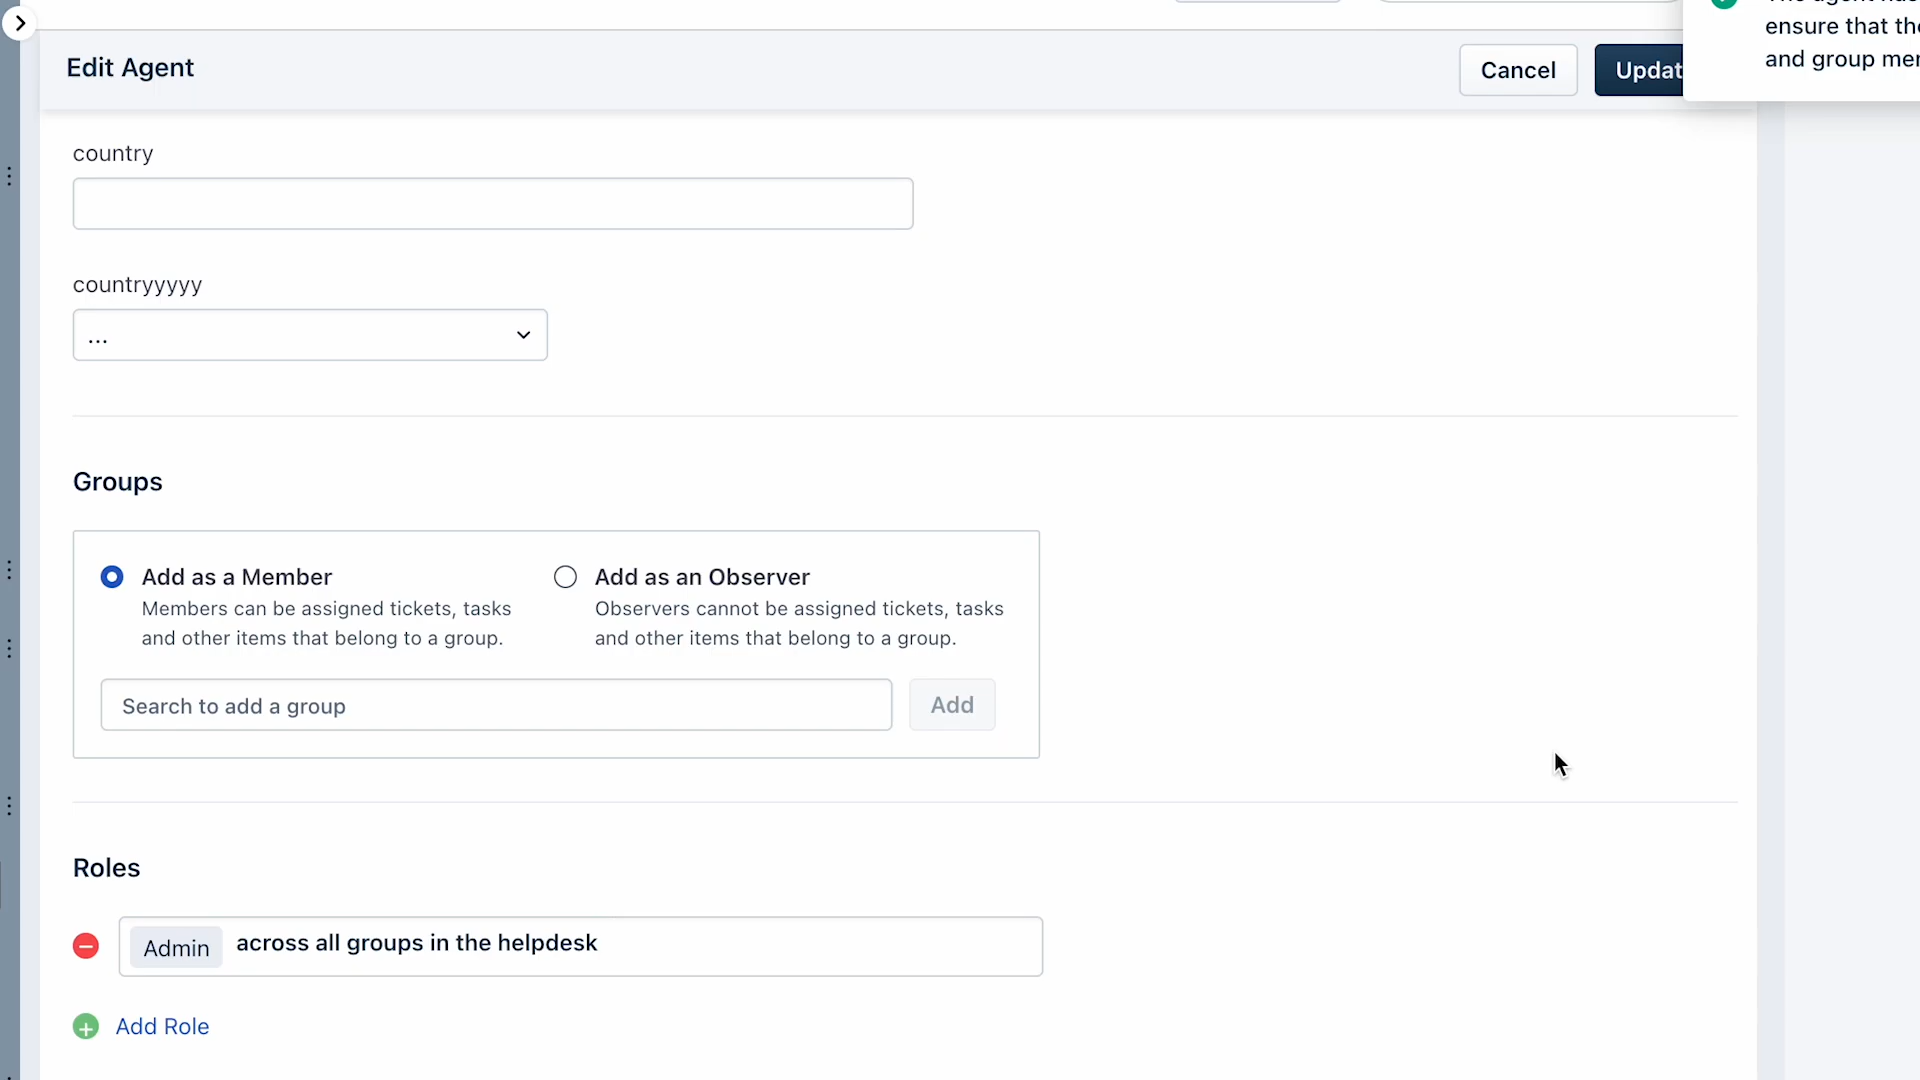 ensure that the
and group mer
Edit Agent
Cancel
Updat
country
countryyyyy
...
Groups
Add as a Member
Members can be assigned tickets, tasks
and other items that belong to a group.
Add as an Observer
Observers cannot be assigned tickets, tasks
and other items that belong to a group.
Search to add a group
Add
Roles
Admin across all groups in the helpdesk
Add Role